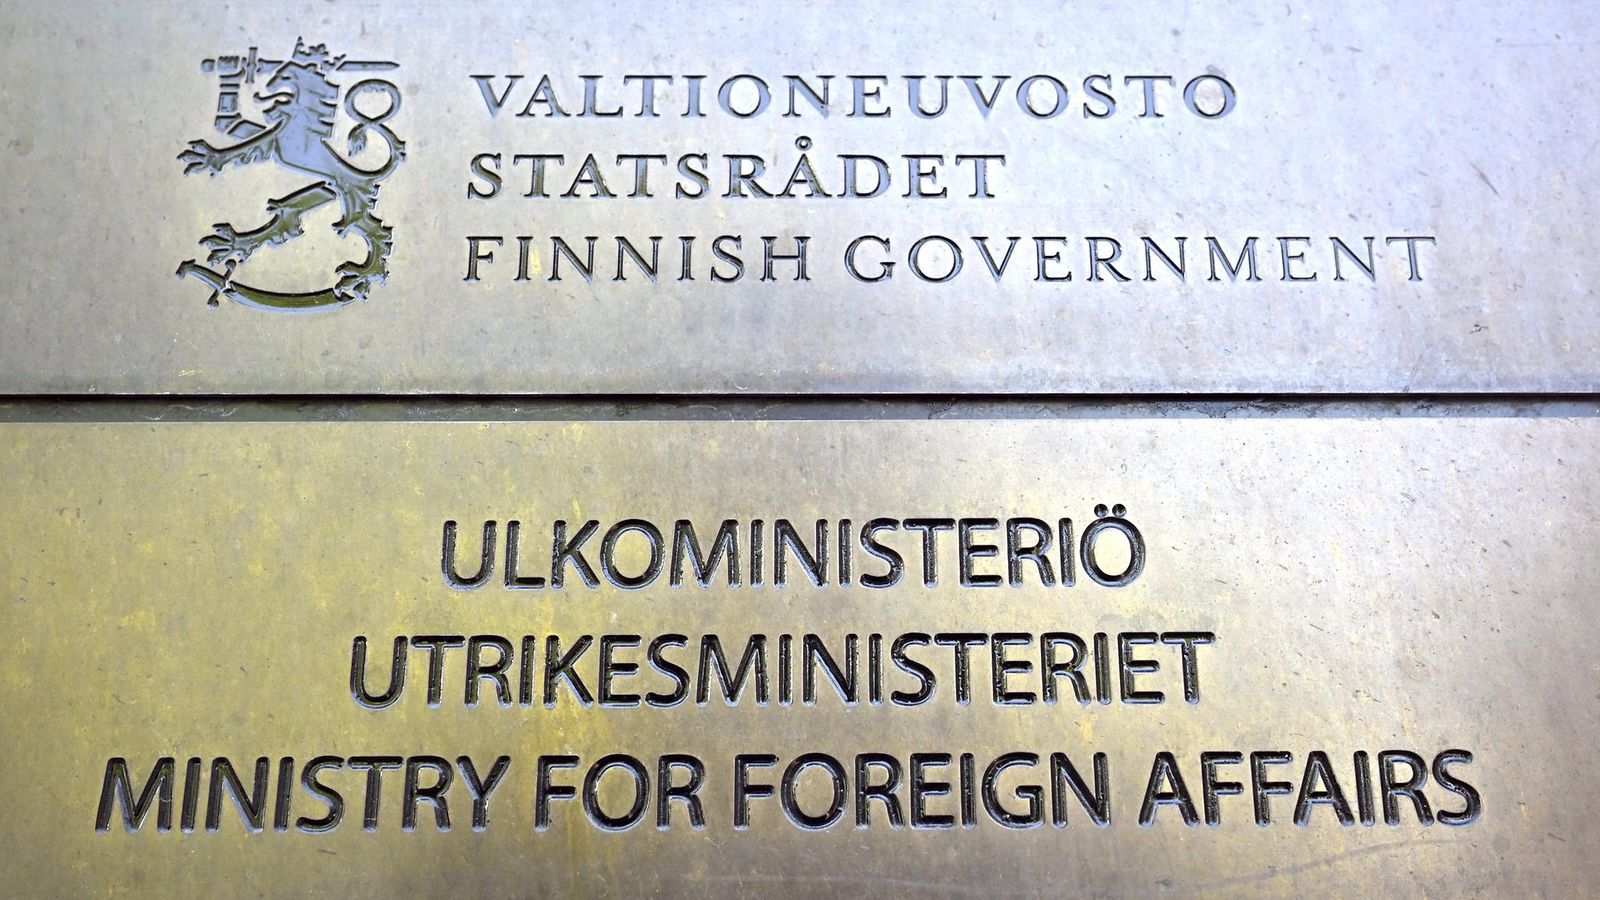 VALTIONEUVOSTO
STATSRÅDET
FINNISH GOVERNMENT
ULKOMINISTERIÖ
UTRIKESMINISTERIET
MINISTRY FOR FOREIGN AFFAIRS